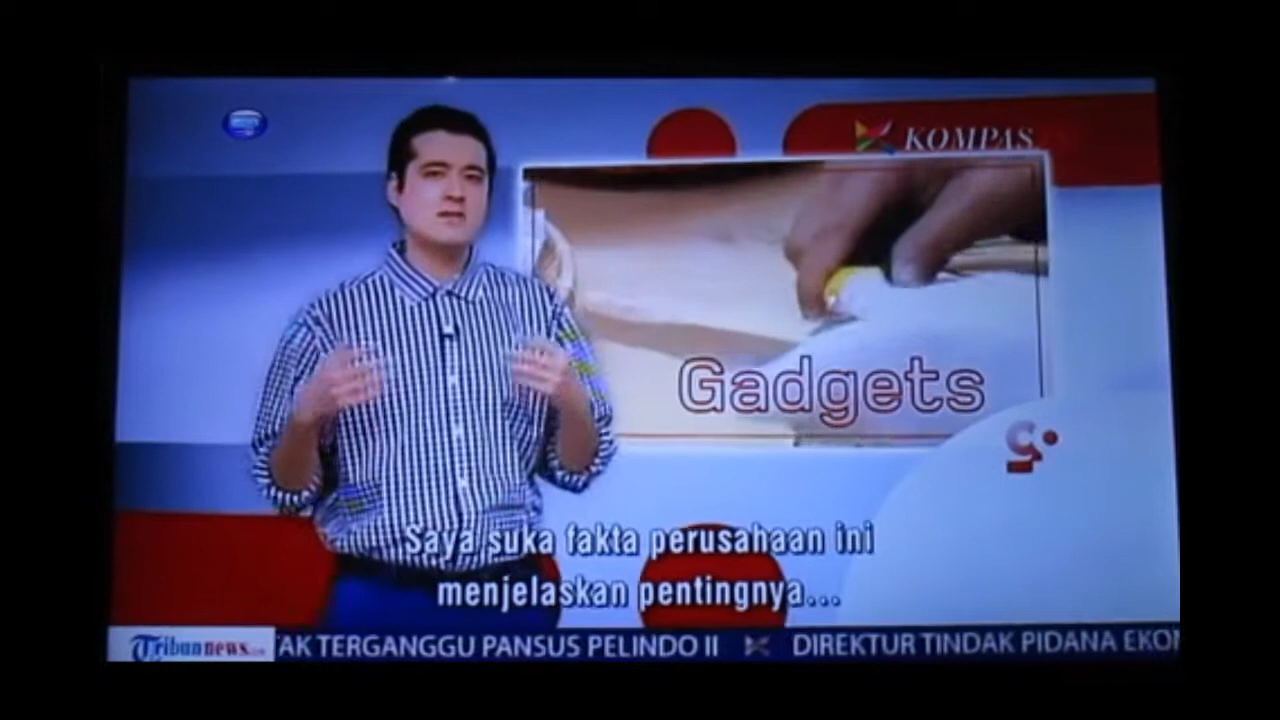 KOMPAS
Gadgets
Saya suka fakta perusahaan ini
menjelaskan pentingnya...
Tribunnews.com TAK TERGANGGU PANSUS PELINDO II DIREKTUR TINDAK PIDANA EKON